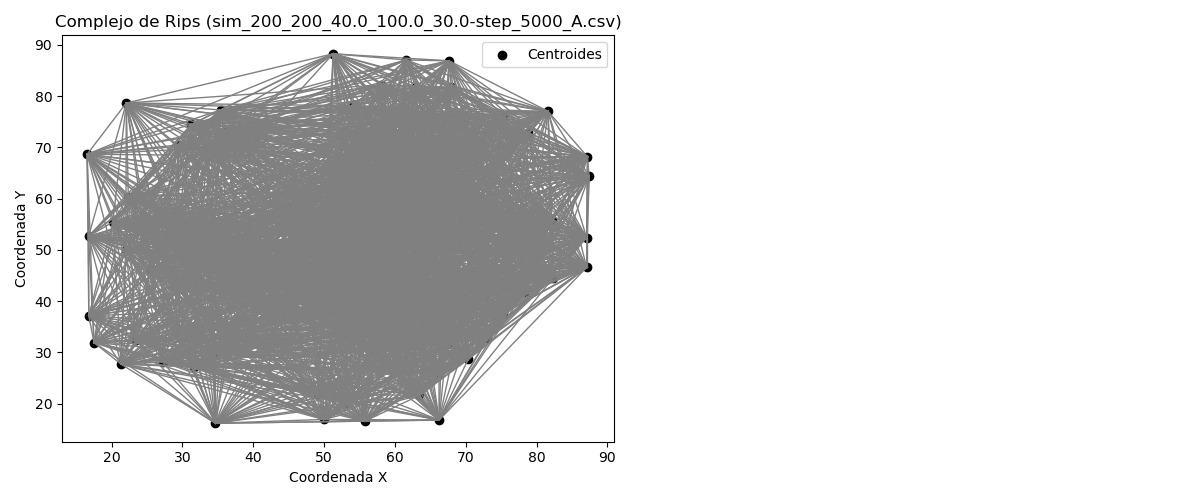 Complejo de Rips (sim_200_200_40.0_100.0_30.0-step_5000_A.csv)
Centroides
90
80
70
60
50
40
30
20
Coordenada Y
20 30 40 50 60 70 80 90
Coordenada X